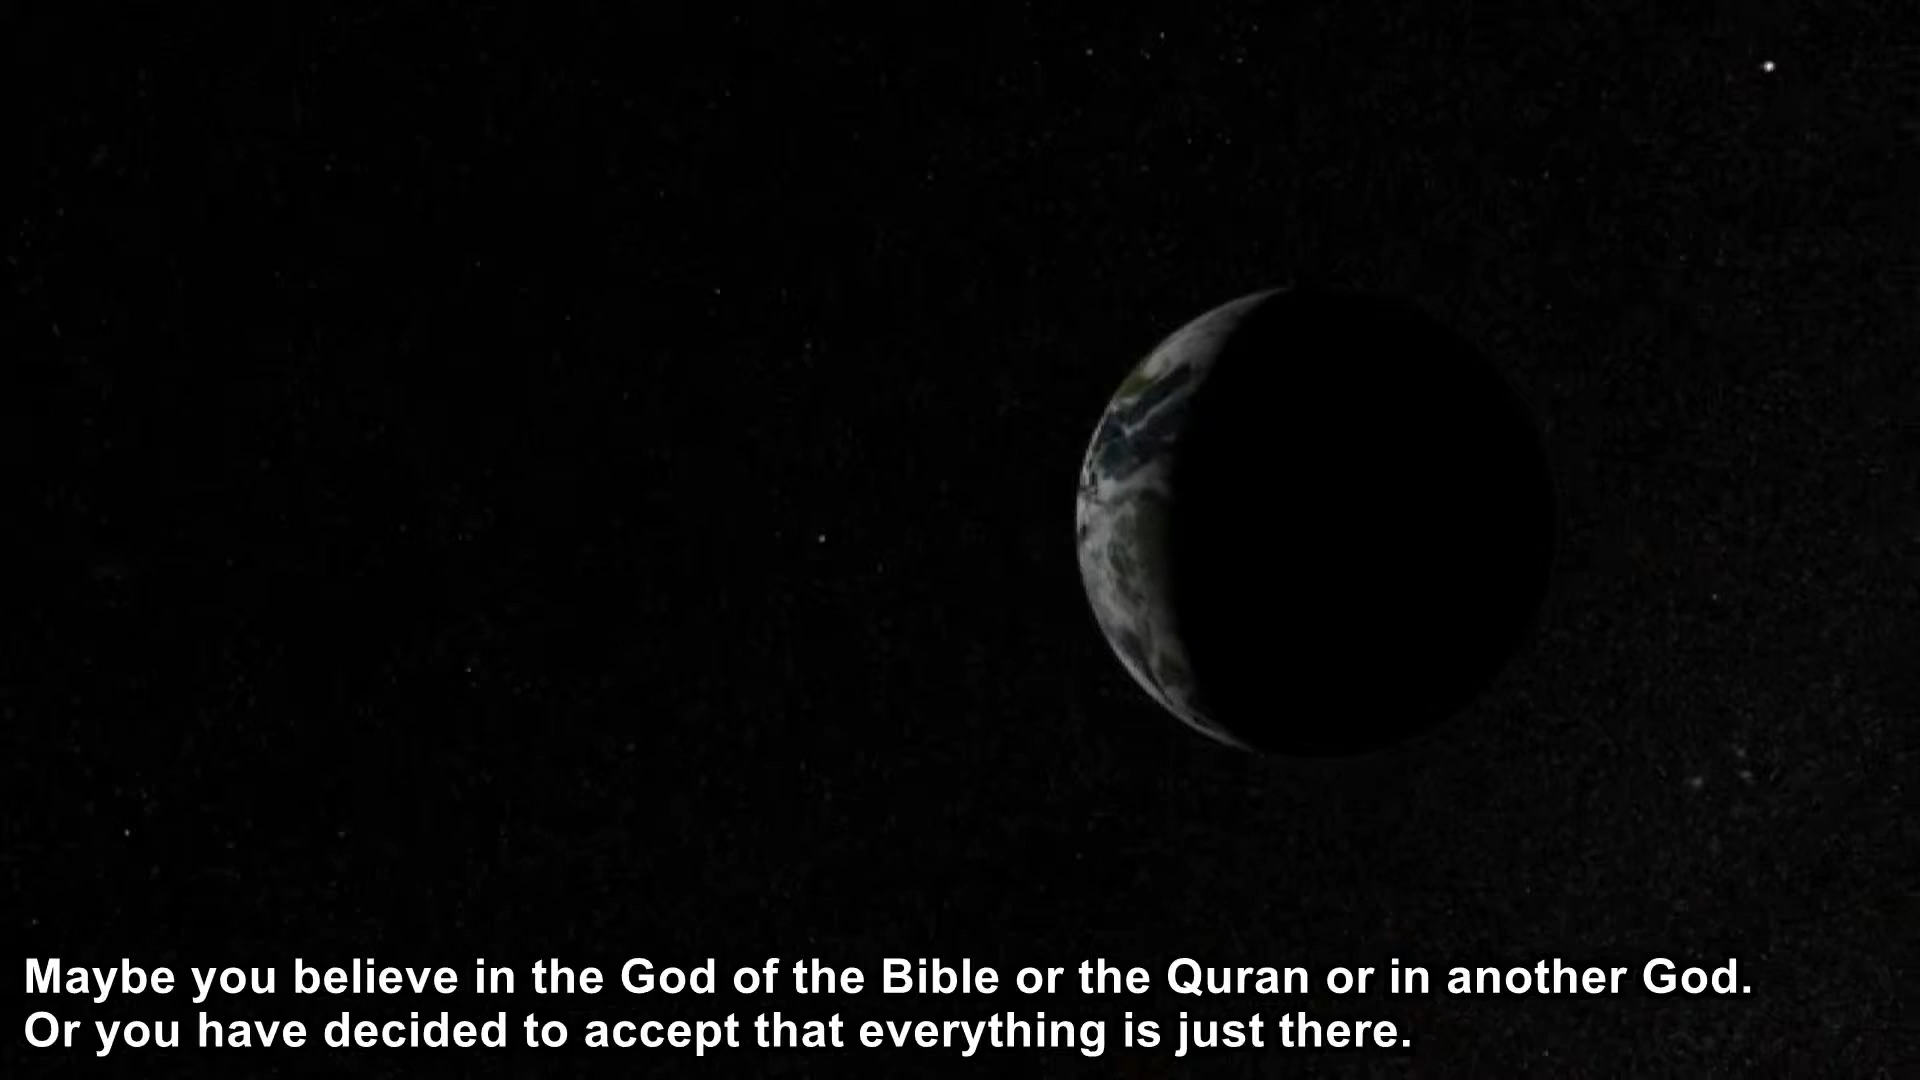 Maybe you believe in the God of the Bible or the Quran or in another God.
Or you have decided to accept that everything is just there.